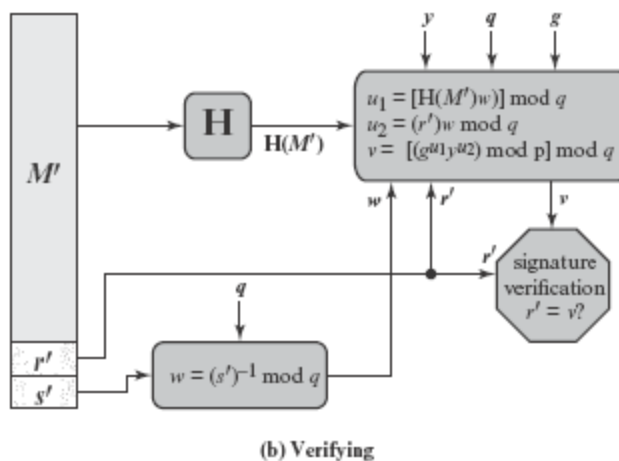 y q g
u₁ = [H(M′)w)] mod q
u₂ = (r′)w mod q
v = [(gᵘ¹yᵘ²) mod p] mod q
H
H(M′)
M′
w r′ v
r′
signature
verification
r′ = v?
q
w = (s′)⁻¹ mod q
r′
s′
(b) Verifying